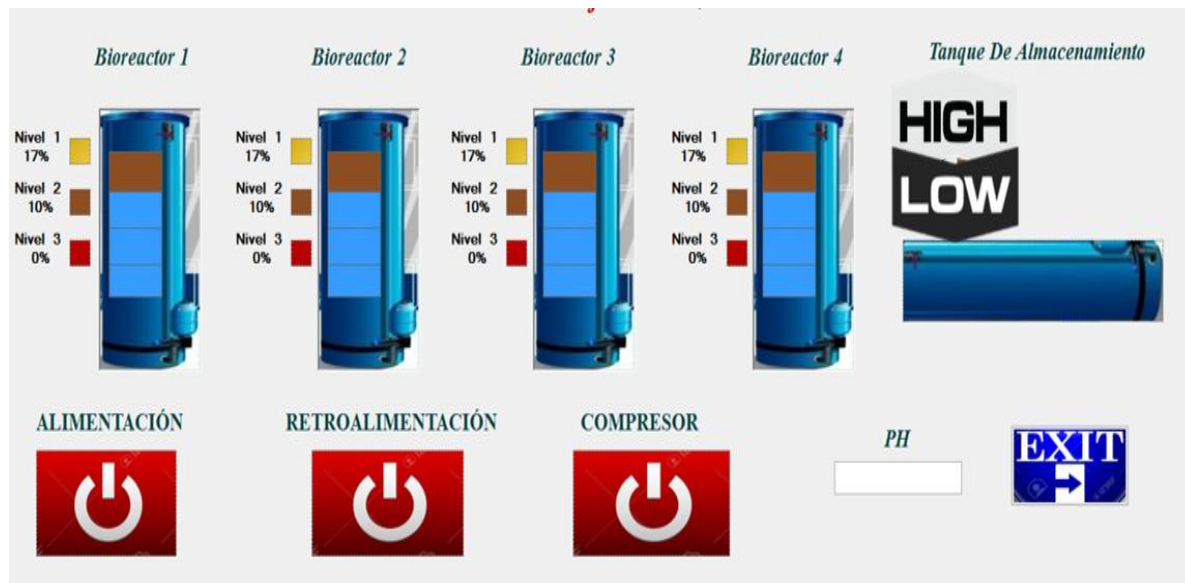 Bioreactor 1
Bioreactor 2
Bioreactor 3
Bioreactor 4
Tanque De Almacenamiento
Nivel 1
17%
Nivel 2
10%
Nivel 3
0%
Nivel 1
17%
Nivel 2
10%
Nivel 3
0%
Nivel 1
17%
Nivel 2
10%
Nivel 3
0%
Nivel 1
17%
Nivel 2
10%
Nivel 3
0%
HIGH
LOW
ALIMENTACIÓN
RETROALIMENTACIÓN
COMPRESOR
PH
EXIT